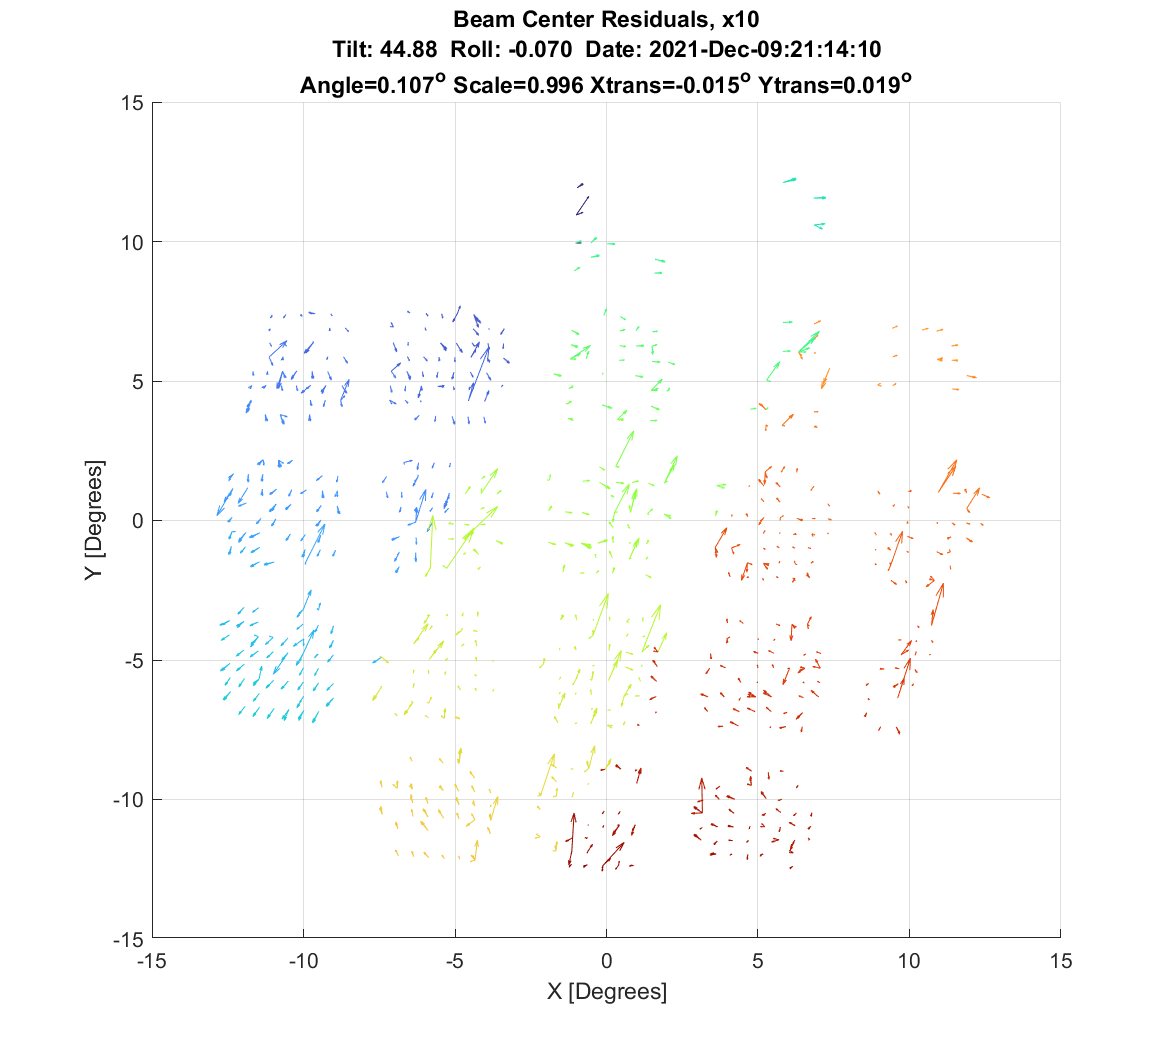 Beam Center Residuals, x10
Tilt: 44.88 Roll: -0.070 Date: 2021-Dec-09:21:14:10
Angle=0.107° Scale=0.996 Xtrans=-0.015° Ytrans=0.019°
15
10
5
0
-5
-10
-15
Y [Degrees]
-15 -10 -5 0 5 10 15
X [Degrees]